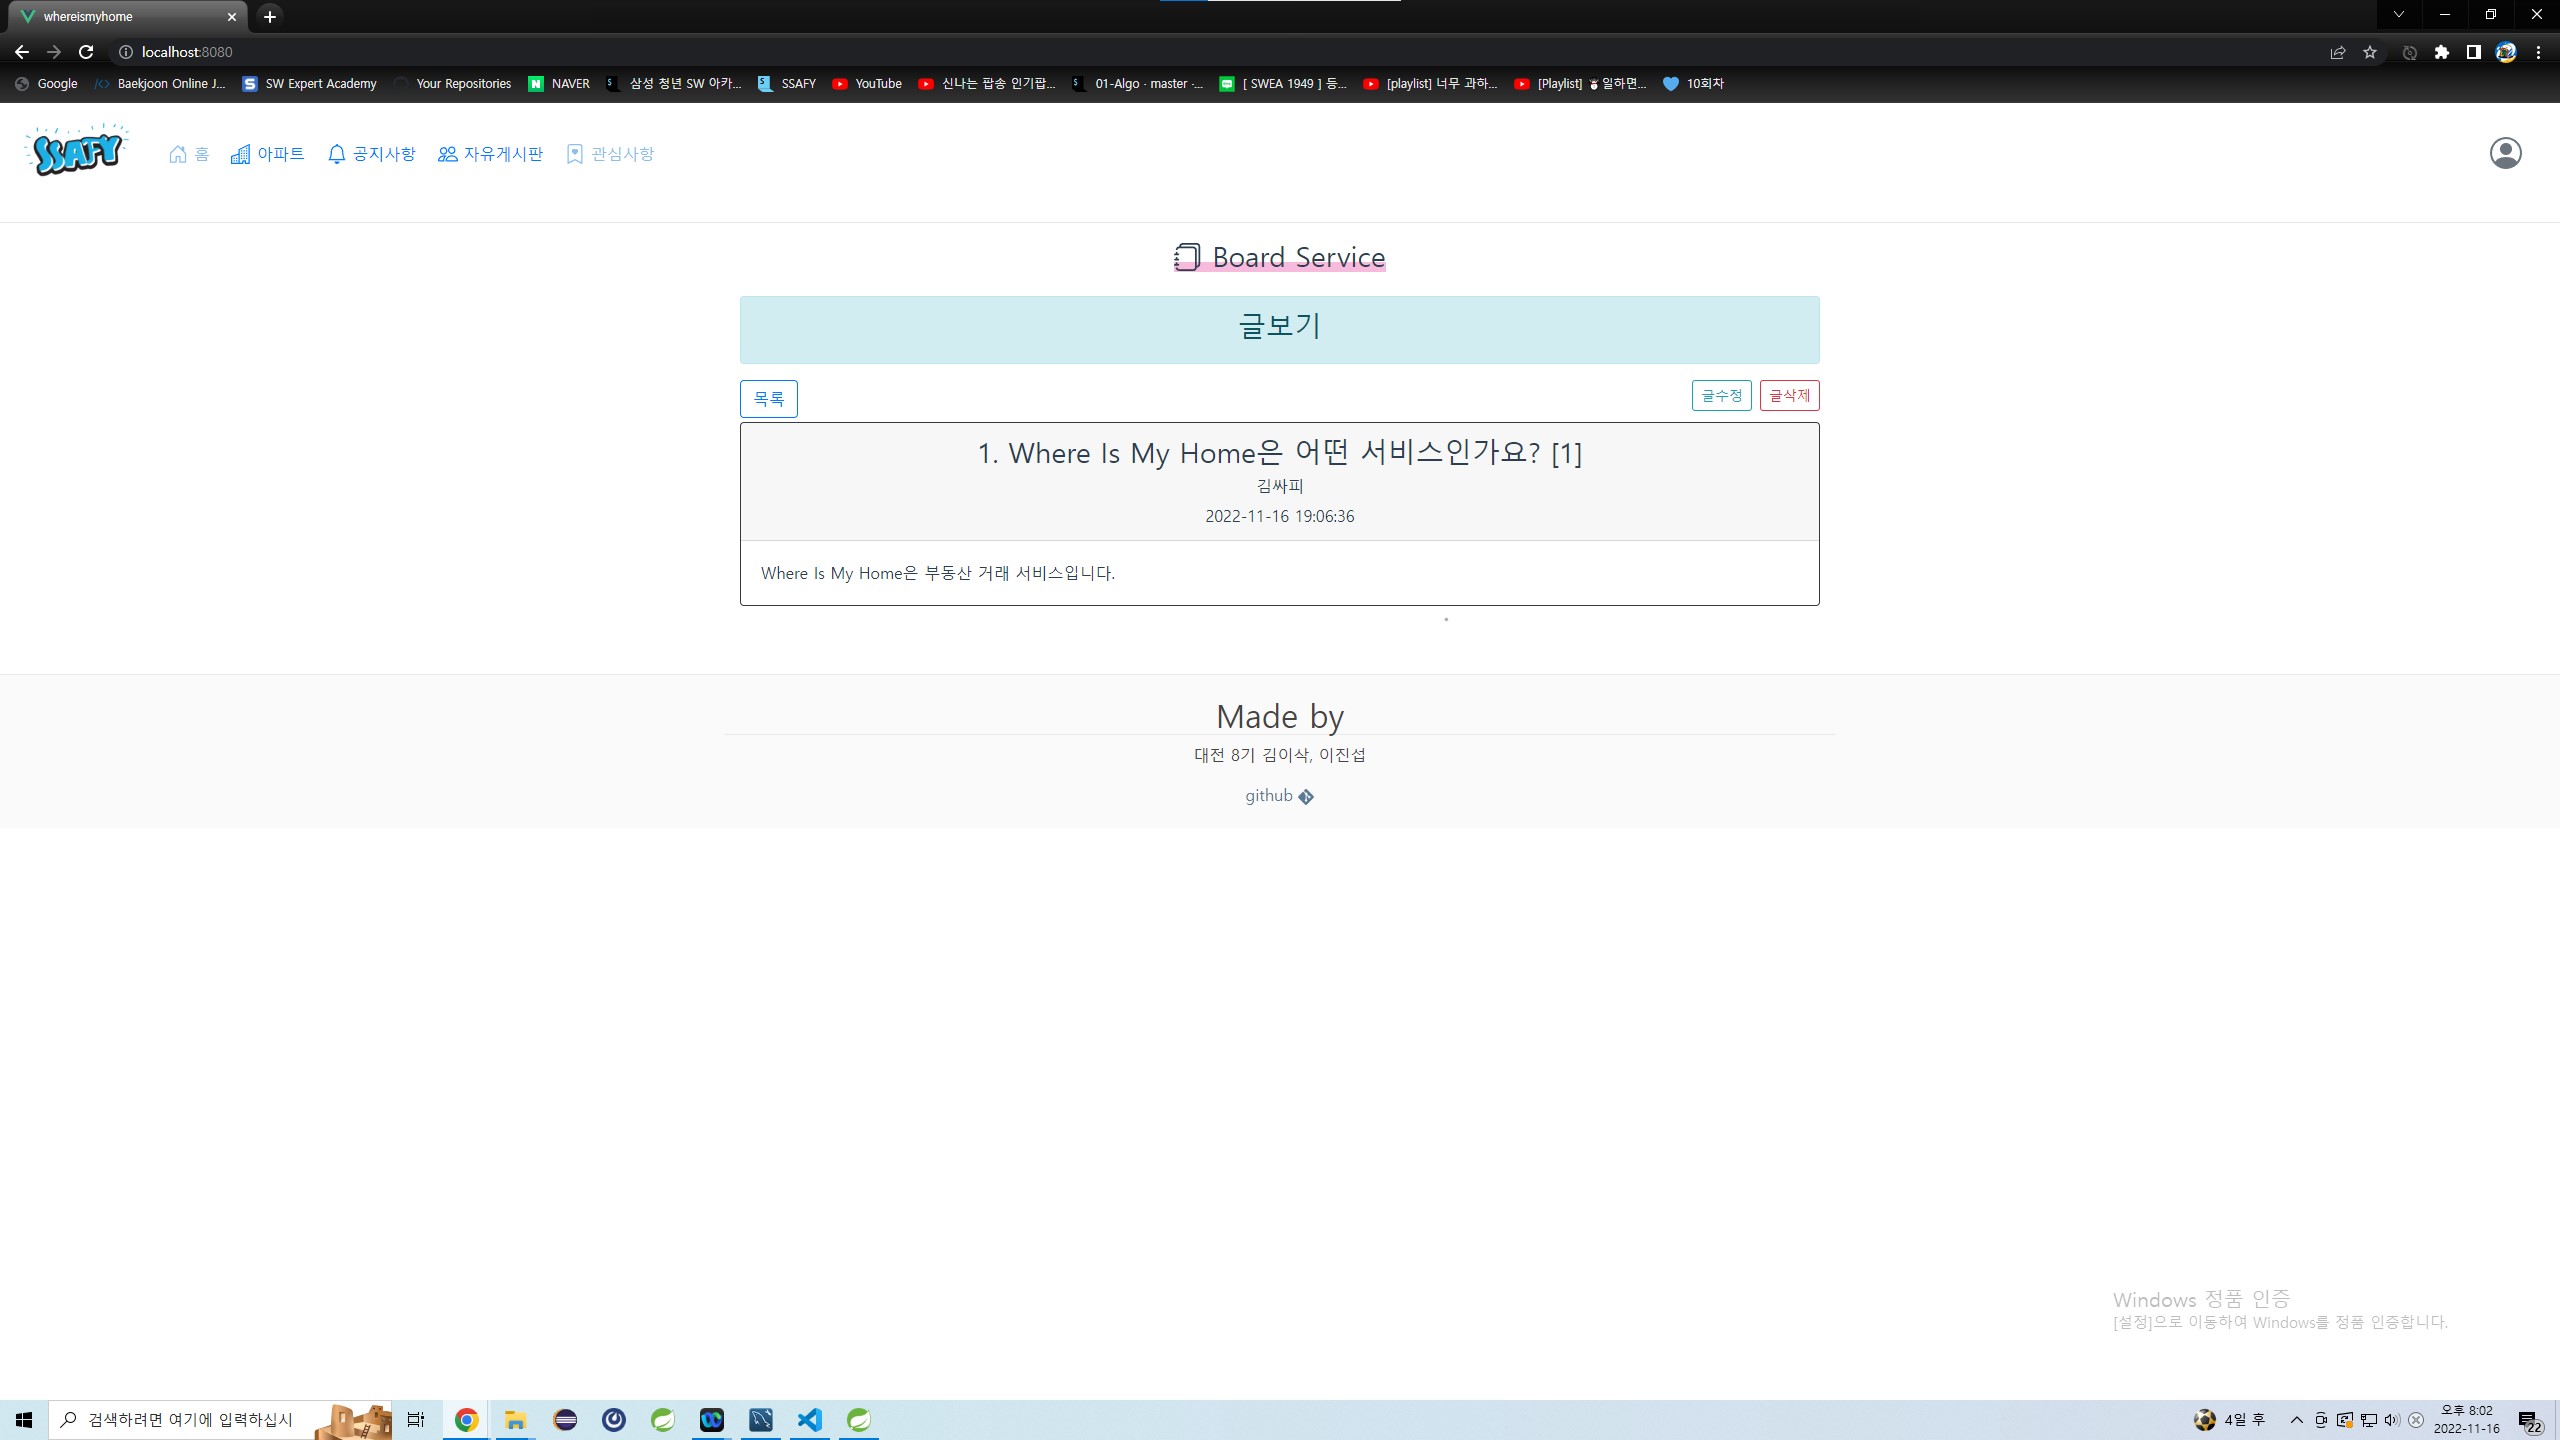 whereismyhome
localhost:8080
Google Baekjoon Online J... SW Expert Academy Your Repositories NAVER 삼성 청년 SW 아카... SSAFY YouTube 신나는 팝송 인기팝... 01-Algo · master ·... [ SWEA 1949 ] 등... [playlist] 너무 과하... [Playlist] ⛄일하면... 10회차
SSAFY 홈 아파트 공지사항 자유게시판 관심사항
Board Service
글보기
목록 글수정 글삭제
1. Where Is My Home은 어떤 서비스인가요? [1]
김싸피
2022-11-16 19:06:36
Where Is My Home은 부동산 거래 서비스입니다.
Made by
대전 8기 김이삭, 이진섭
github
Windows 정품 인증
[설정]으로 이동하여 Windows를 정품 인증합니다.
검색하려면 여기에 입력하십시 4일 후 오후 8:02
2022-11-16 22